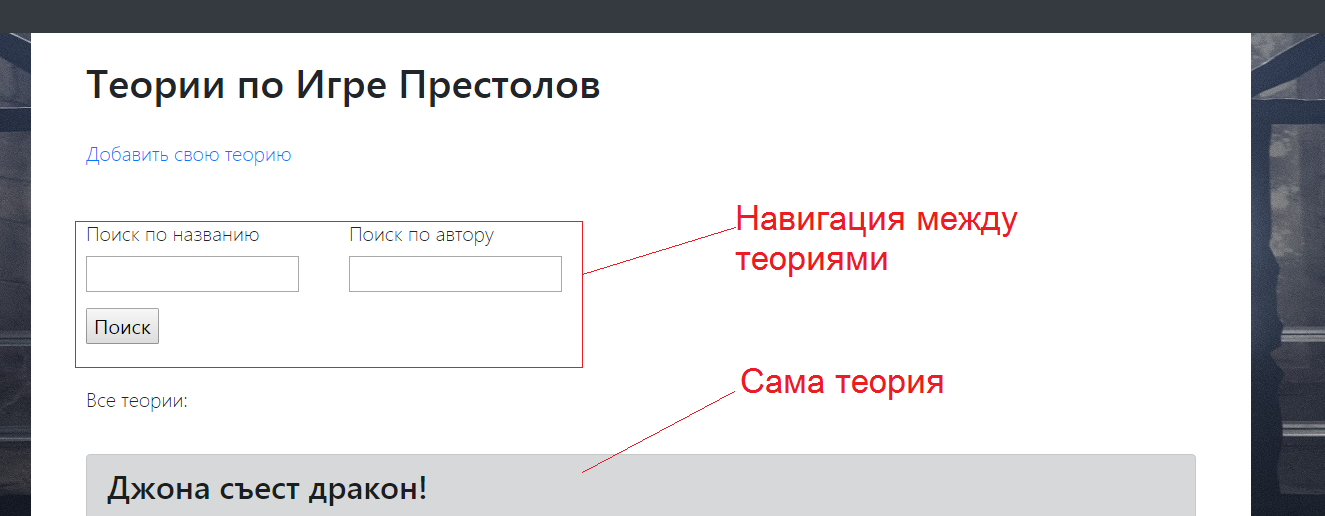 Теории по Игре Престолов
Добавить свою теорию
Поиск по названию
Поиск по автору
Поиск
Навигация между
теориями
Сама теория
Все теории:
Джона съест дракон!